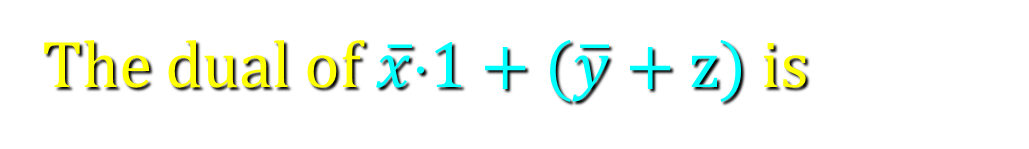 The dual of x̄·1 + (ȳ + z) is